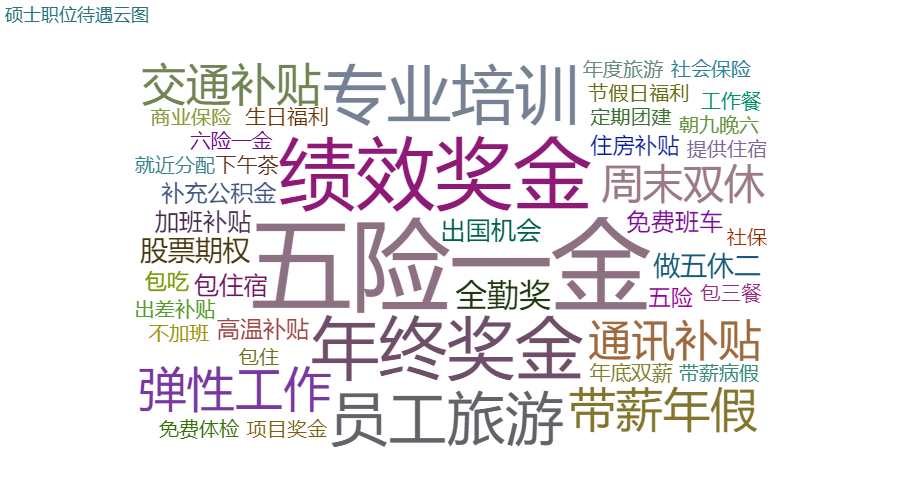 硕士职位待遇云图
交通补贴
专业培训
年度旅游
社会保险
节假日福利
工作餐
商业保险
生日福利
定期团建
朝九晚六
六险一金
绩效奖金
住房补贴
提供住宿
就近分配
下午茶
补充公积金
周末双休
加班补贴
出国机会
免费班车
社保
股票期权
五险一金
做五休二
包吃
包住宿
全勤奖
五险
包三餐
出差补贴
不加班
高温补贴
年终奖金
通讯补贴
包住
年底双薪
带薪病假
弹性工作
员工旅游
带薪年假
免费体检
项目奖金